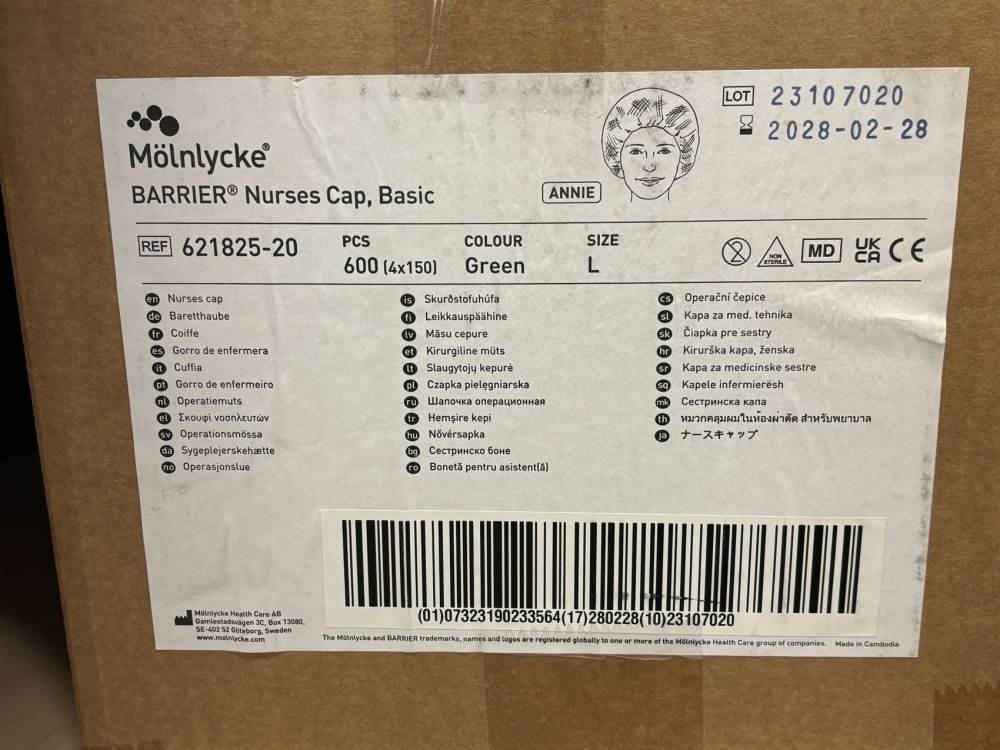 Mölnlycke®
BARRIER® Nurses Cap, Basic
ANNIE
LOT 23107020
2028-02-28
REF 621825-20
PCS
600 (4x150)
COLOUR
Green
SIZE
L
2
NON STERILE
MD
UK CA
CE
en Nurses cap
de Baretthaube
fr Coiffe
es Gorro de enfermera
it Cuffia
pt Gorro de enfermeiro
nl Operatiemuts
el Σκουφί νοσηλευτών
sv Operationsmössa
da Sygeplejerskehætte
no Operasjonslue
is Skurðstofuhúfa
fi Leikkauspäähine
lv Māsu cepure
et Kirurgiline müts
lt Slaugytojų kepurė
pl Czapka pielęgniarska
ru Шапочка операционная
tr Hemşire kepi
hu Nővérsapka
bg Сестринско боне
ro Bonetă pentru asistent(ă)
cs Operační čepice
sl Kapa za med. tehnika
sk Čiapka pre sestry
hr Kirurška kapa, ženska
sr Kapa za medicinske sestre
sq Kapele infermierësh
mk Сестринска капа
th หมวกคลุมผมในห้องผ่าตัด สำหรับพยาบาล
ja ナースキャップ
(01)07323190233564(17)280228(10)23107020
Mölnlycke Health Care AB
Gamlestadsvägen 3C, Box 13080,
SE-402 52 Göteborg, Sweden
www.molnlycke.com
The Mölnlycke and BARRIER trademarks, names and logos are registered globally to one or more of the Mölnlycke Health Care group of companies. Made in Cambodia